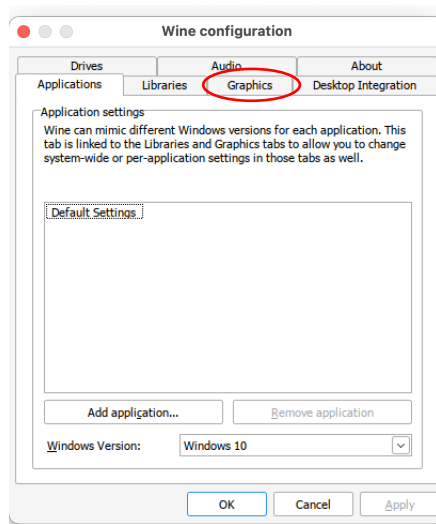 Wine configuration
Drives Audio About
Applications Libraries Graphics Desktop Integration
Application settings
Wine can mimic different Windows versions for each application. This
tab is linked to the Libraries and Graphics tabs to allow you to change
system-wide or per-application settings in those tabs as well.
Default Settings
Add application... Remove application
Windows Version: Windows 10
OK Cancel Apply